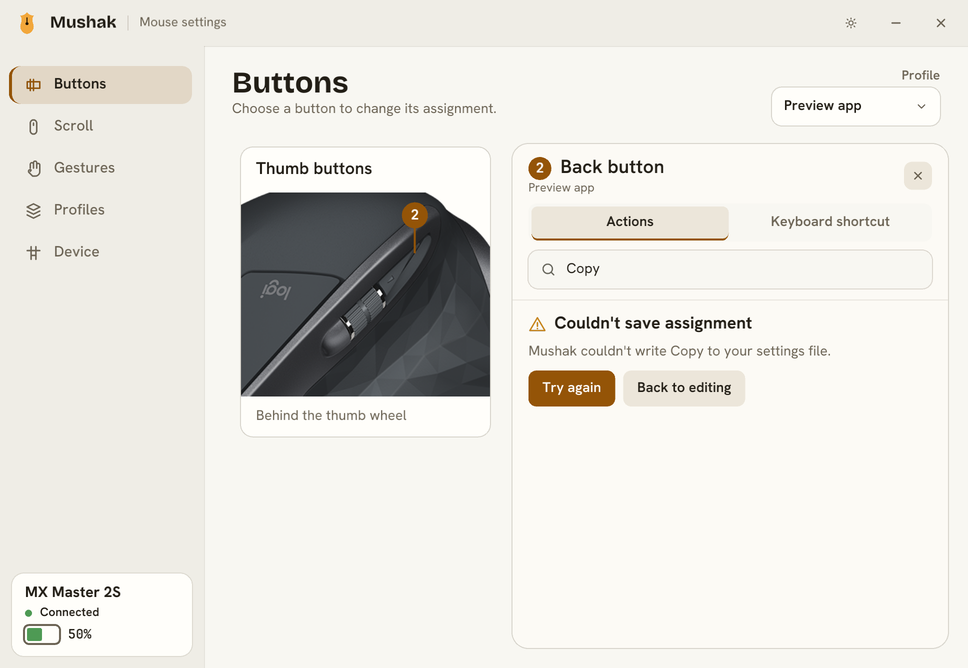 Mushak
Mouse settings
Buttons
Scroll
Gestures
Profiles
Device
MX Master 2S
Connected
50%
Buttons
Choose a button to change its assignment.
Profile
Preview app
Thumb buttons
2
logi
Behind the thumb wheel
2 Back button
Preview app
Actions
Keyboard shortcut
Copy
Couldn't save assignment
Mushak couldn't write Copy to your settings file.
Try again
Back to editing